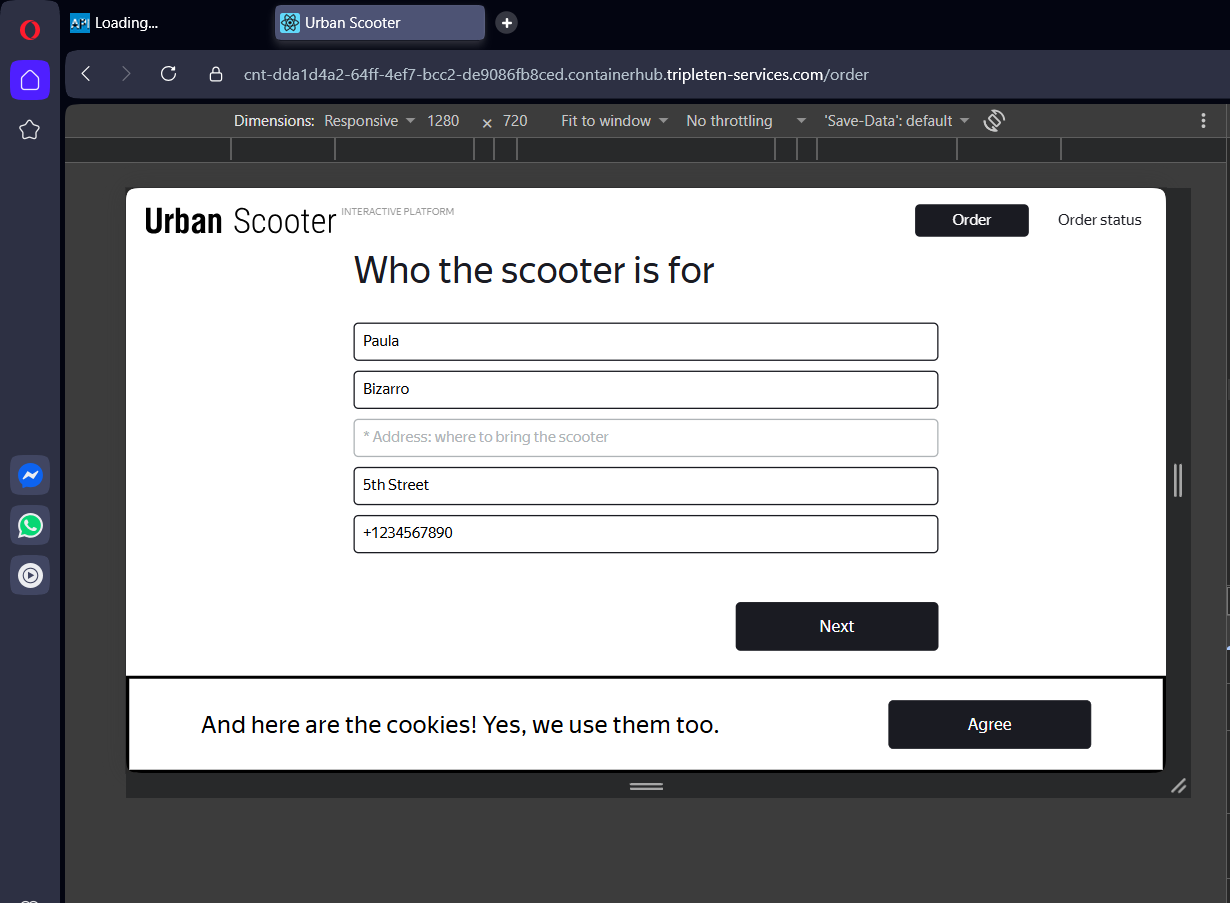 Loading...
Urban Scooter
cnt-dda1d4a2-64ff-4ef7-bcc2-de9086fb8ced.containerhub.tripleten-services.com/order
Dimensions: Responsive 1280 × 720 Fit to window No throttling 'Save-Data': default
Urban Scooter INTERACTIVE PLATFORM Order Order status
Who the scooter is for
Paula
Bizarro
* Address: where to bring the scooter
5th Street
+1234567890
Next
And here are the cookies! Yes, we use them too. Agree